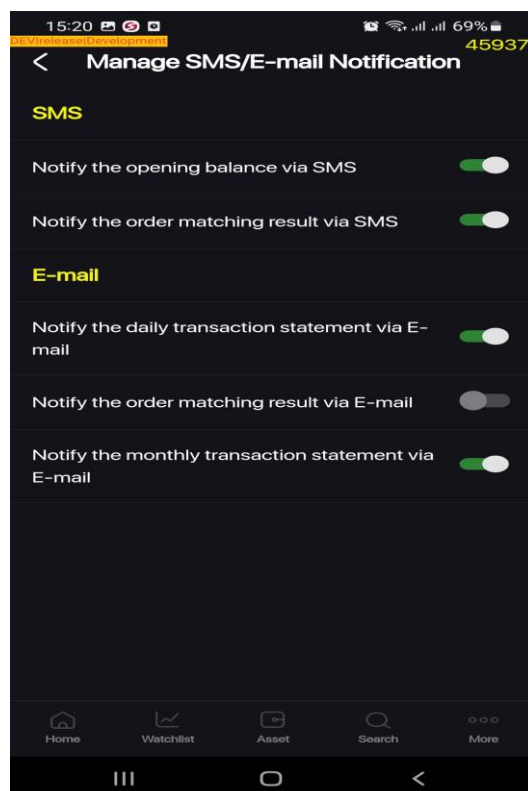 15:20 69%
DEV|release|Development
45937
Manage SMS/E-mail Notification
SMS
Notify the opening balance via SMS
Notify the order matching result via SMS
E-mail
Notify the daily transaction statement via E-
mail
Notify the order matching result via E-mail
Notify the monthly transaction statement via
E-mail
Home Watchlist Asset Search More